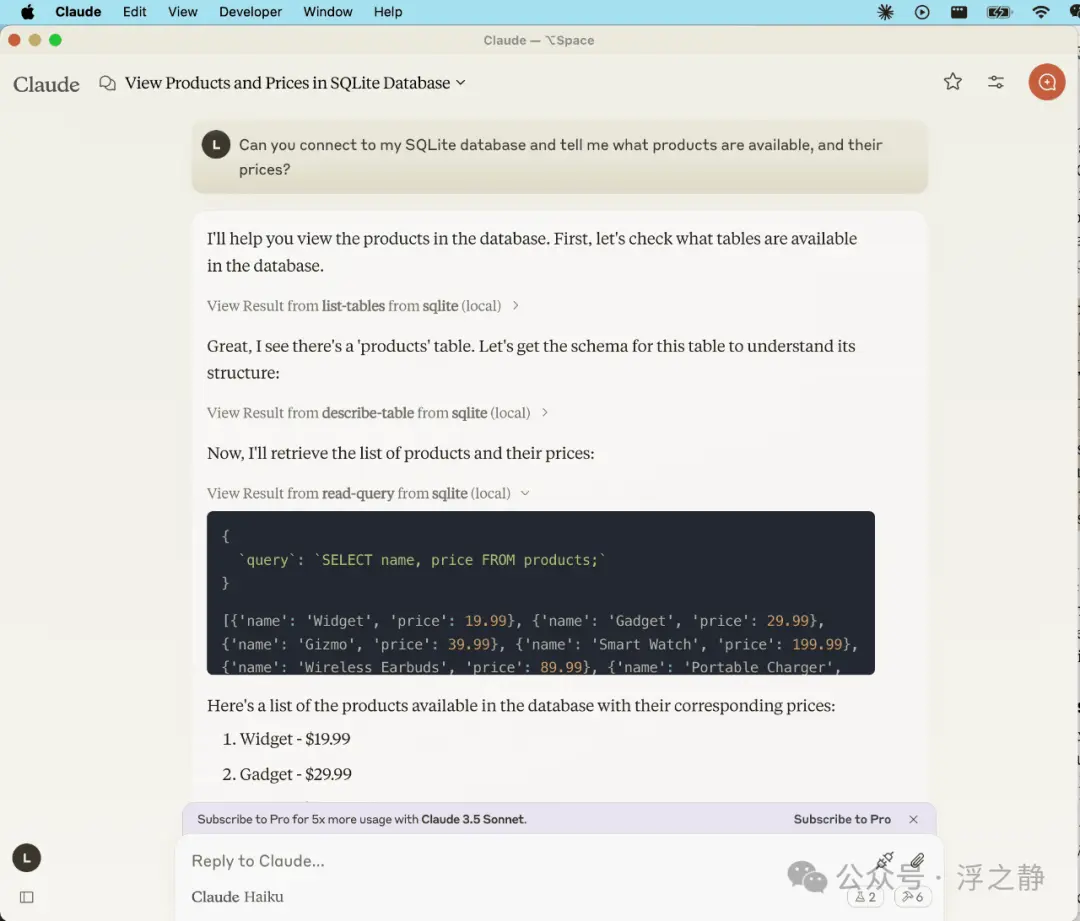 Claude Edit View Developer Window Help
Claude — ⌥Space
Claude View Products and Prices in SQLite Database
L Can you connect to my SQLite database and tell me what products are available, and their
prices?
I'll help you view the products in the database. First, let's check what tables are available
in the database.
View Result from list-tables from sqlite (local)
Great, I see there's a 'products' table. Let's get the schema for this table to understand its
structure:
View Result from describe-table from sqlite (local)
Now, I'll retrieve the list of products and their prices:
View Result from read-query from sqlite (local)
{
`query`: `SELECT name, price FROM products;`
}
[{'name': 'Widget', 'price': 19.99}, {'name': 'Gadget', 'price': 29.99},
{'name': 'Gizmo', 'price': 39.99}, {'name': 'Smart Watch', 'price': 199.99},
{'name': 'Wireless Earbuds', 'price': 89.99}, {'name': 'Portable Charger',
Here's a list of the products available in the database with their corresponding prices:
1. Widget - $19.99
2. Gadget - $29.99
Subscribe to Pro for 5x more usage with Claude 3.5 Sonnet. Subscribe to Pro
L
Reply to Claude...
公众号 · 浮之静
Claude Haiku 2 6